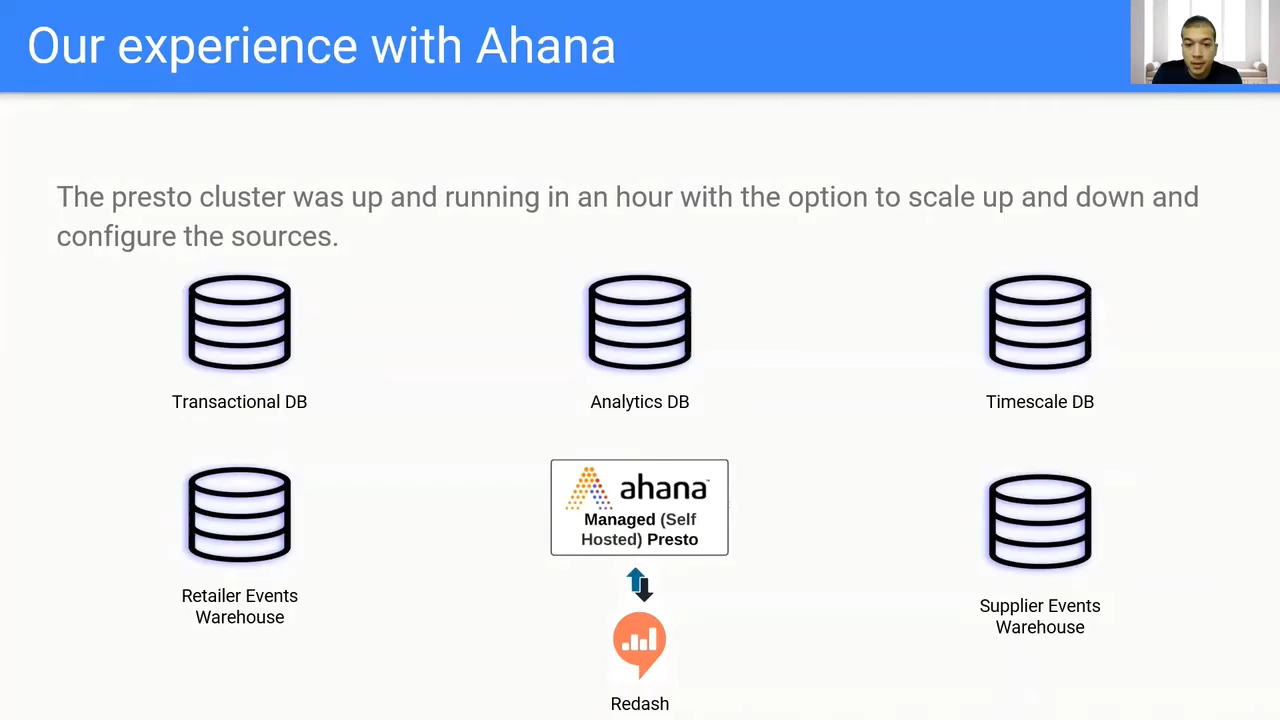 Our experience with Ahana
The presto cluster was up and running in an hour with the option to scale up and down and
configure the sources.
Transactional DB
Analytics DB
Timescale DB
ahana™
Managed (Self
Hosted) Presto
Retailer Events
Warehouse
Supplier Events
Warehouse
Redash